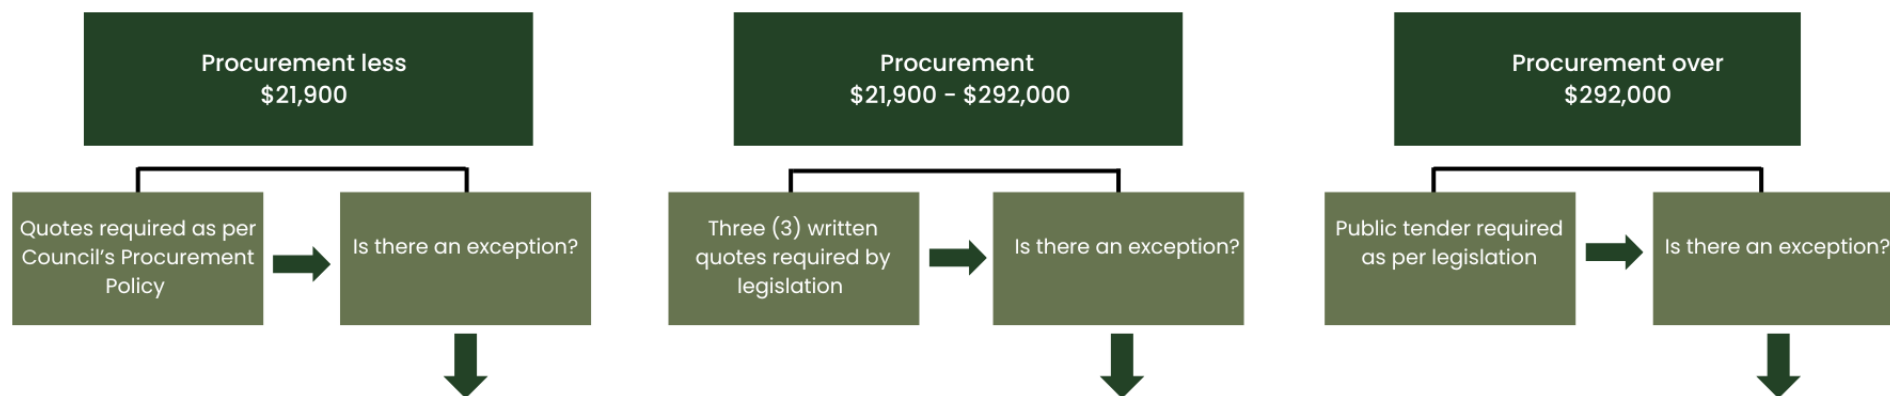 Procurement less
$21,900
Procurement
$21,900 - $292,000
Procurement over
$292,000
Quotes required as per
Council's Procurement
Policy
Is there an exception?
Three (3) written
quotes required by
legislation
Is there an exception?
Public tender required
as per legislation
Is there an exception?